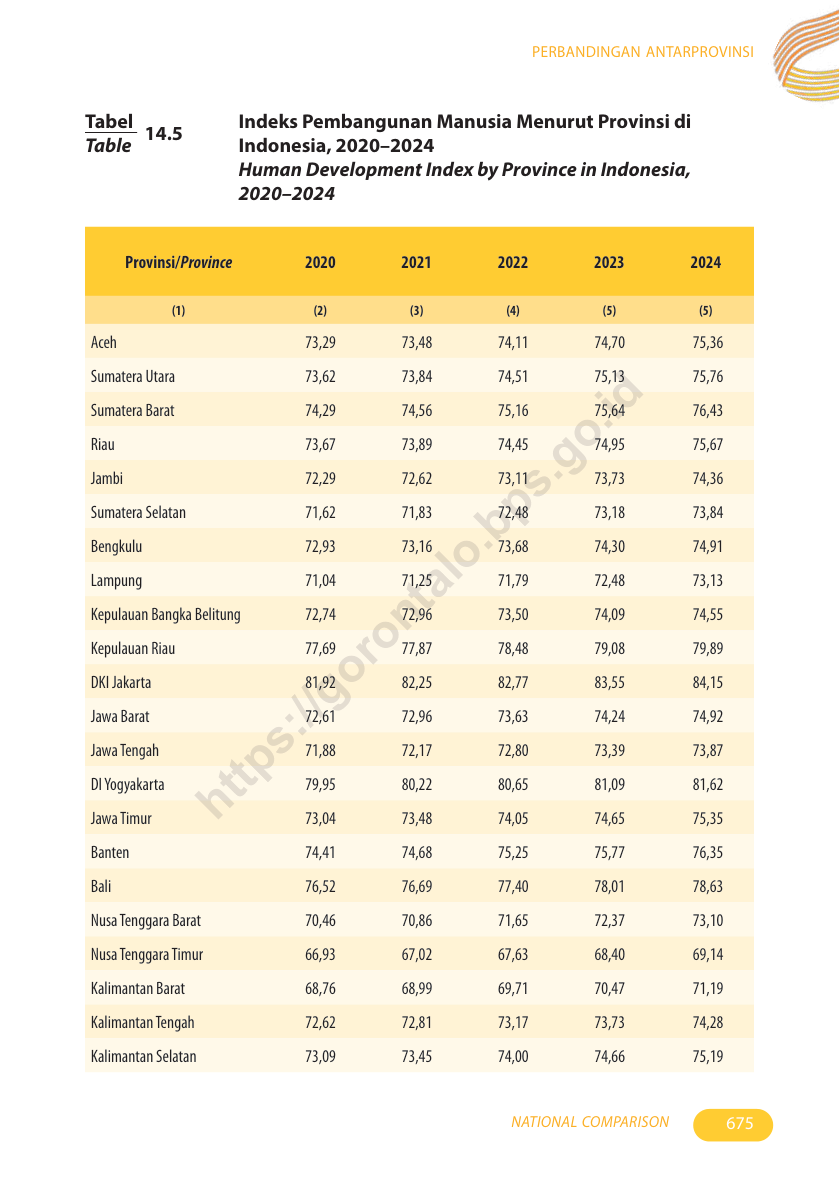 PERBANDINGAN ANTARPROVINSI
Tabel
Table
14.5
Indeks Pembangunan Manusia Menurut Provinsi di
Indonesia, 2020–2024
Human Development Index by Province in Indonesia,
2020–2024
Provinsi/Province 2020 2021 2022 2023 2024
(1) (2) (3) (4) (5) (5)
Aceh 73,29 73,48 74,11 74,70 75,36
Sumatera Utara 73,62 73,84 74,51 75,13 75,76
Sumatera Barat 74,29 74,56 75,16 75,64 76,43
Riau 73,67 73,89 74,45 74,95 75,67
Jambi 72,29 72,62 73,11 73,73 74,36
Sumatera Selatan 71,62 71,83 72,48 73,18 73,84
Bengkulu 72,93 73,16 73,68 74,30 74,91
Lampung 71,04 71,25 71,79 72,48 73,13
Kepulauan Bangka Belitung 72,74 72,96 73,50 74,09 74,55
Kepulauan Riau 77,69 77,87 78,48 79,08 79,89
DKI Jakarta 81,92 82,25 82,77 83,55 84,15
Jawa Barat 72,61 72,96 73,63 74,24 74,92
Jawa Tengah 71,88 72,17 72,80 73,39 73,87
DI Yogyakarta 79,95 80,22 80,65 81,09 81,62
Jawa Timur 73,04 73,48 74,05 74,65 75,35
Banten 74,41 74,68 75,25 75,77 76,35
Bali 76,52 76,69 77,40 78,01 78,63
Nusa Tenggara Barat 70,46 70,86 71,65 72,37 73,10
Nusa Tenggara Timur 66,93 67,02 67,63 68,40 69,14
Kalimantan Barat 68,76 68,99 69,71 70,47 71,19
Kalimantan Tengah 72,62 72,81 73,17 73,73 74,28
Kalimantan Selatan 73,09 73,45 74,00 74,66 75,19
https://gorontalo.bps.go.id
NATIONAL COMPARISON 675